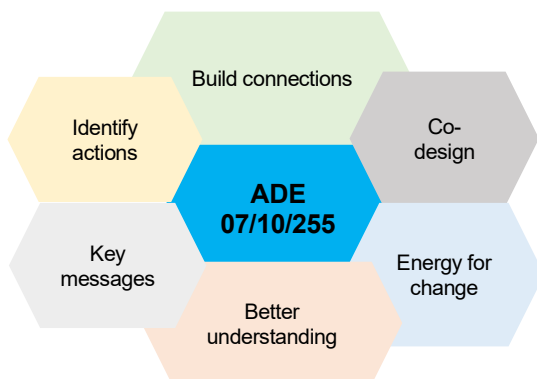 Build connections
Identify
actions
Co-
design
ADE
07/10/255
Key
messages
Energy for
change
Better
understanding